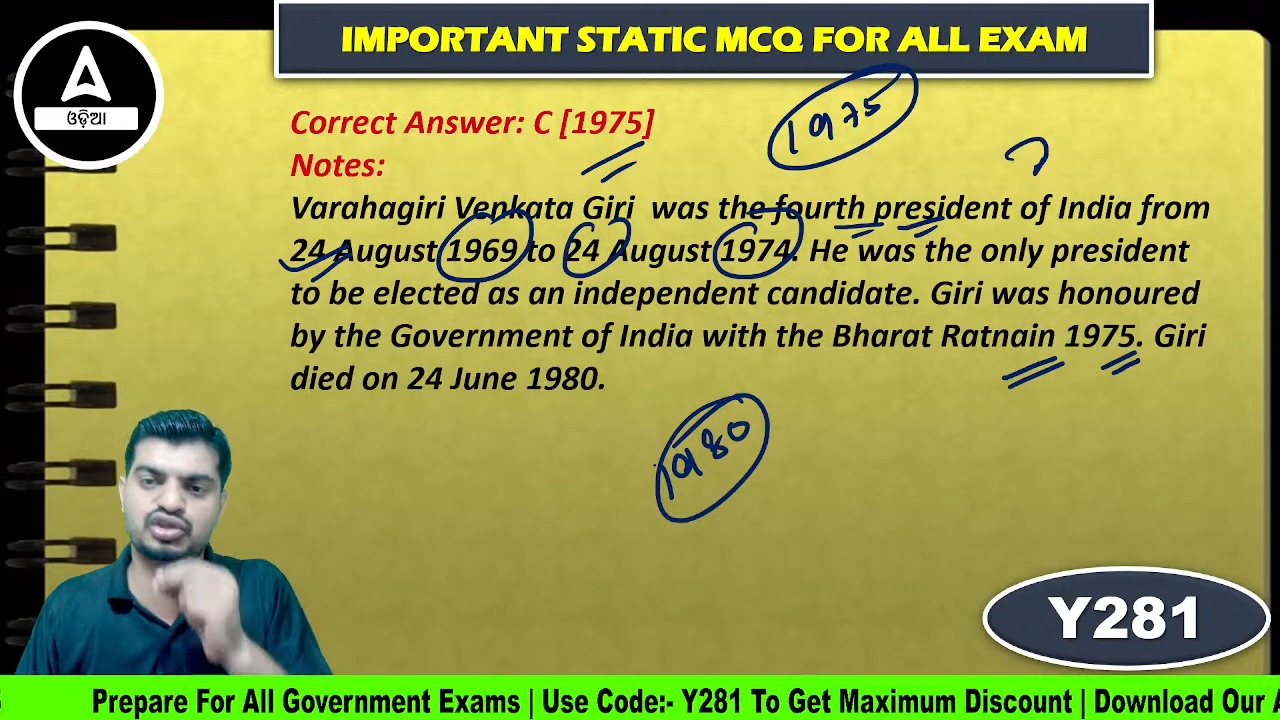 IMPORTANT STATIC MCQ FOR ALL EXAM
ଓଡ଼ିଆ
Correct Answer: C [1975]
1975
Notes:
Varahagiri Venkata Giri was the fourth president of India from
24 August 1969 to 24 August 1974. He was the only president
to be elected as an independent candidate. Giri was honoured
by the Government of India with the Bharat Ratnain 1975. Giri
died on 24 June 1980.
1980
Y281
Prepare For All Government Exams | Use Code:- Y281 To Get Maximum Discount | Download Our